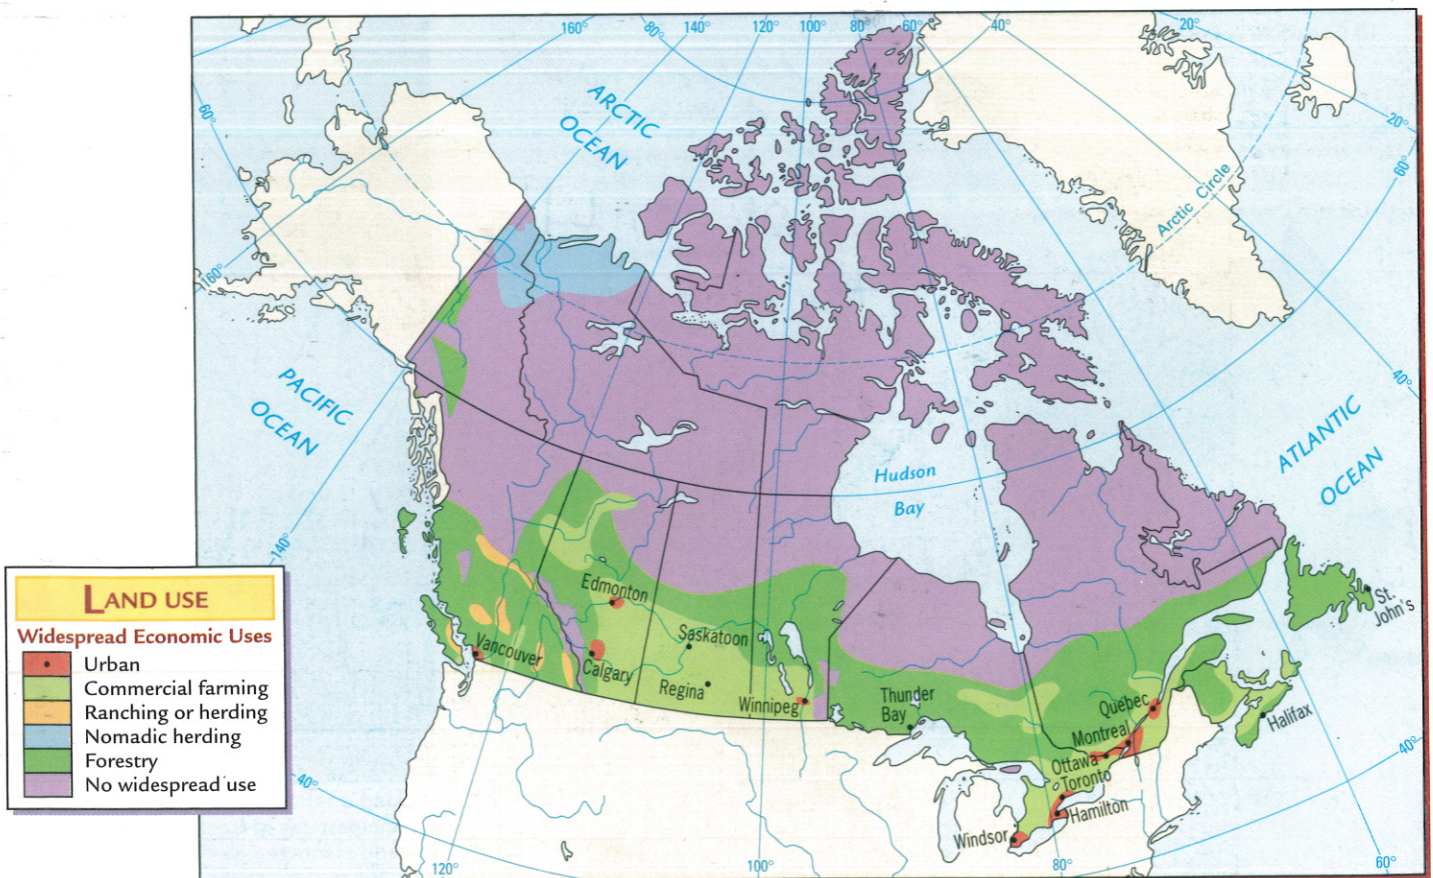 160°
80°
140°
120°
100°
80°
60°
40°
20°
60°
ARCTIC
OCEAN
20°
60°
Arctic Circle
160°
PACIFIC
OCEAN
40°
ATLANTIC
OCEAN
Hudson
Bay
140°
LAND USE
Widespread Economic Uses
Urban
Commercial farming
Ranching or herding
Nomadic herding
Forestry
No widespread use
Edmonton
St.
John's
Vancouver
Calgary
Saskatoon
Regina
Winnipeg
Thunder
Bay
Quebec
Montreal
Halifax
Ottawa
Toronto
Hamilton
Windsor
40°
40°
120°
100°
80°
60°